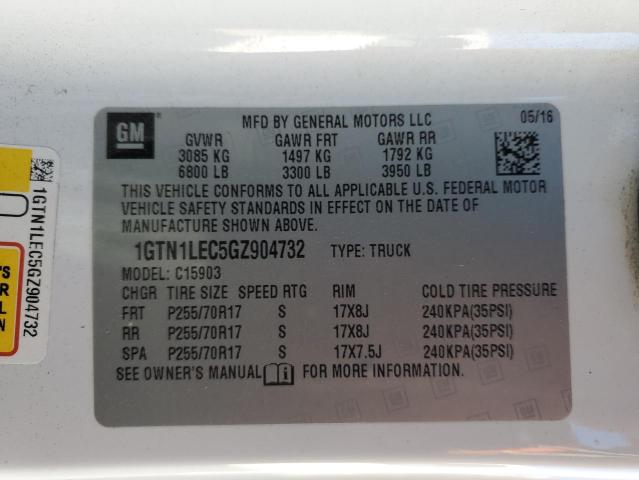 GM
MFD BY GENERAL MOTORS LLC 05/16
GVWR GAWR FRT GAWR RR
3085 KG 1497 KG 1792 KG
6800 LB 3300 LB 3950 LB
THIS VEHICLE CONFORMS TO ALL APPLICABLE U.S. FEDERAL MOTOR
VEHICLE SAFETY STANDARDS IN EFFECT ON THE DATE OF
MANUFACTURE SHOWN ABOVE.
1GTN1LEC5GZ904732 TYPE: TRUCK
MODEL: C15903
CHGR TIRE SIZE SPEED RTG RIM COLD TIRE PRESSURE
FRT P255/70R17 S 17X8J 240KPA(35PSI)
RR P255/70R17 S 17X8J 240KPA(35PSI)
SPA P255/70R17 S 17X7.5J 240KPA(35PSI)
SEE OWNER'S MANUAL FOR MORE INFORMATION.
1GTN1LEC5GZ904732